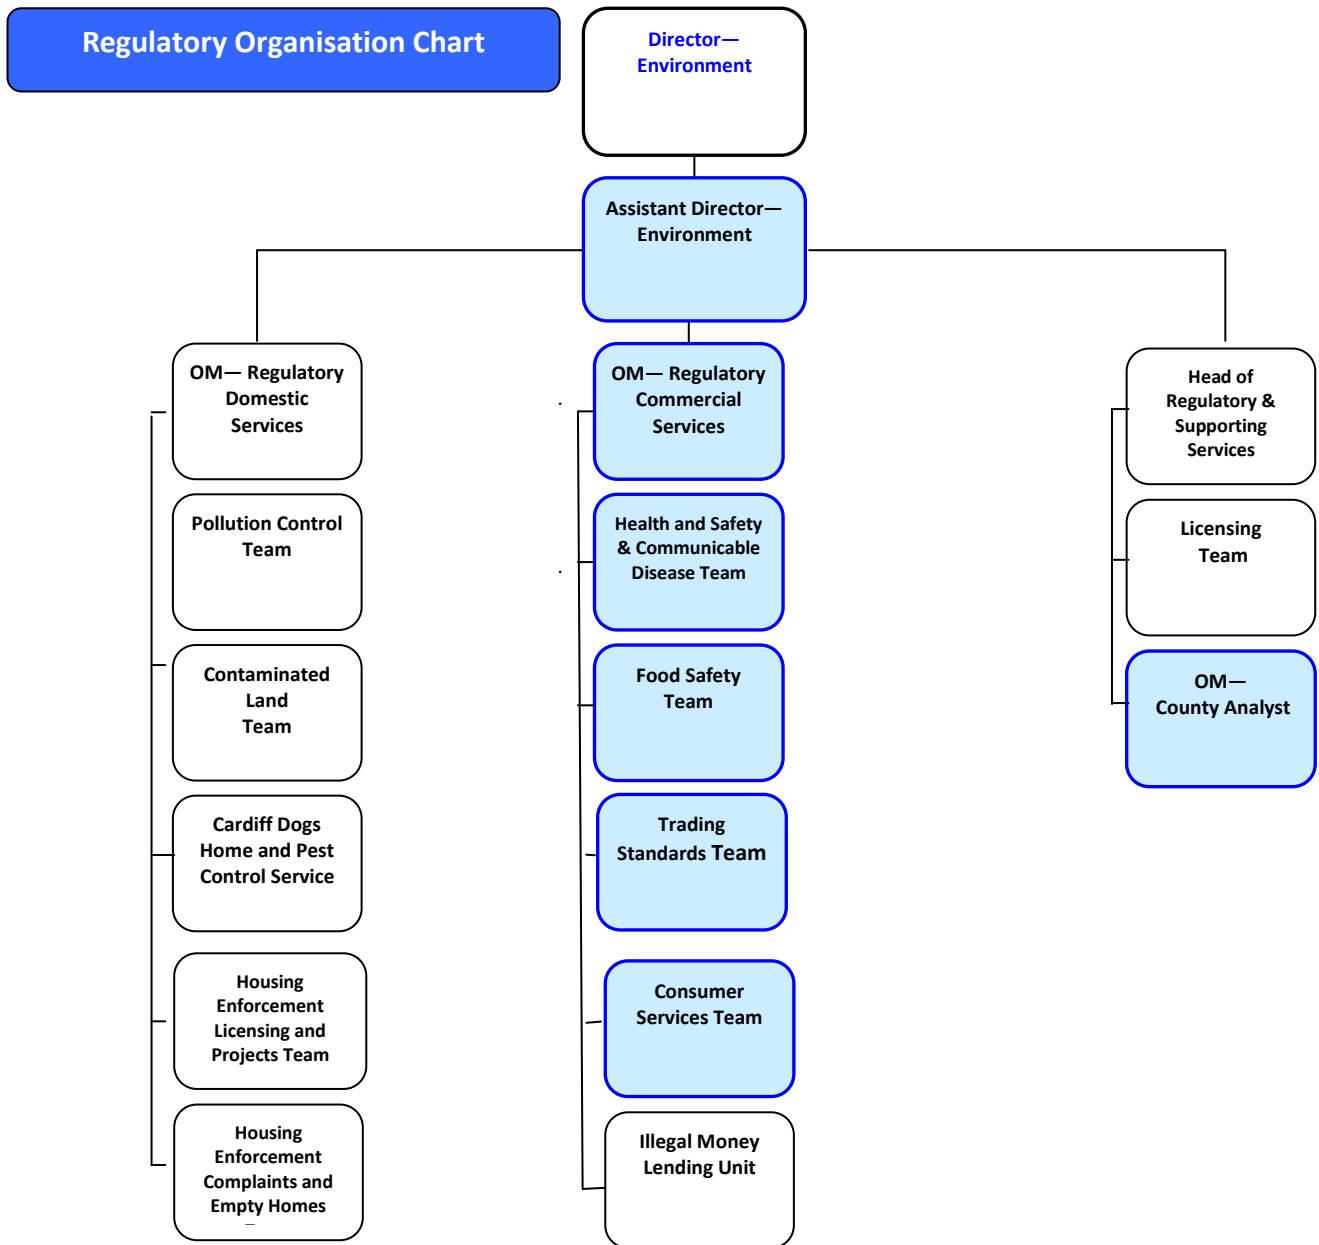 Regulatory Organisation Chart
Director—
Environment
Assistant Director—
Environment
OM— Regulatory
Domestic
Services
Pollution Control
Team
Contaminated
Land
Team
Cardiff Dogs
Home and Pest
Control Service
Housing
Enforcement
Licensing and
Projects Team
Housing
Enforcement
Complaints and
Empty Homes
OM— Regulatory
Commercial
Services
Health and Safety
& Communicable
Disease Team
Food Safety
Team
Trading
Standards Team
Consumer
Services Team
Illegal Money
Lending Unit
Head of
Regulatory &
Supporting
Services
Licensing
Team
OM—
County Analyst